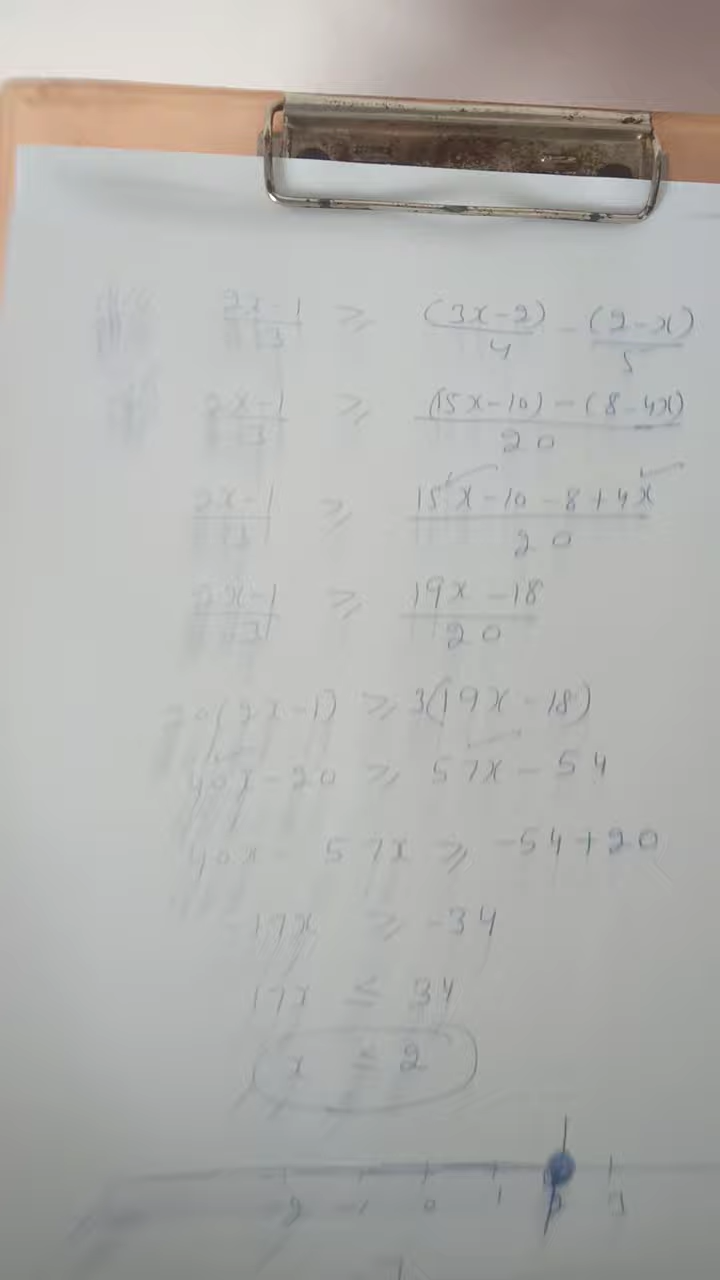 (2x-1)/3 ≥ (3x-2)/4 - (2-x)/5
(2x-1)/3 ≥ ((15x-10) - (8-4x))/20
(2x-1)/3 ≥ (15x-10-8+4x)/20
(2x-1)/3 ≥ (19x-18)/20
20(2x-1) ≥ 3(19x-18)
40x-20 ≥ 57x-54
40x - 57x ≥ -54+20
-17x ≥ -34
17x ≤ 34
x ≤ 2
-2 -1 0 1 2 3